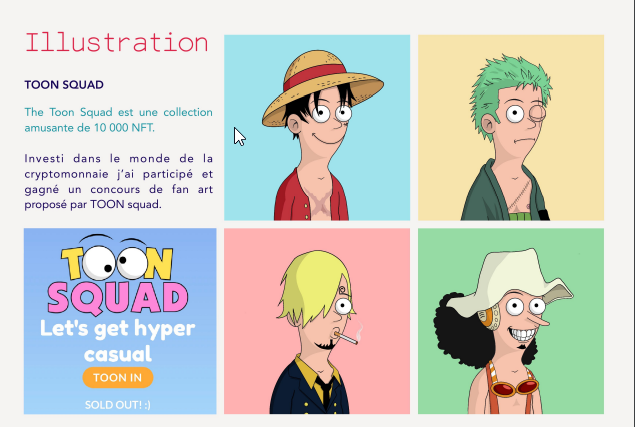 Illustration
TOON SQUAD
The Toon Squad est une collection
amusante de 10 000 NFT.
Investi dans le monde de la
cryptomonnaie j'ai participé et
gagné un concours de fan art
proposé par TOON squad.
TOON
SQUAD
Let's get hyper
casual
TOON IN
SOLD OUT! :)